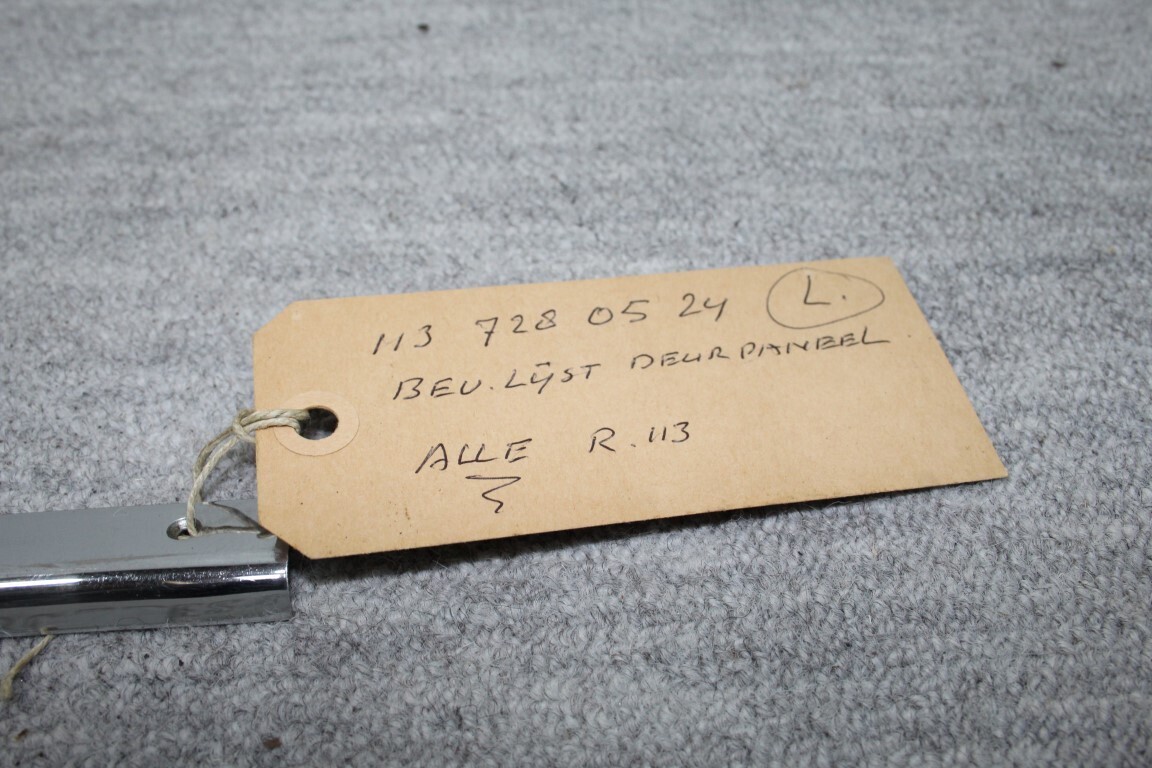 113 728 05 24 L.
BEV. LIJST DEURPANEEL.
ALLE R. 113